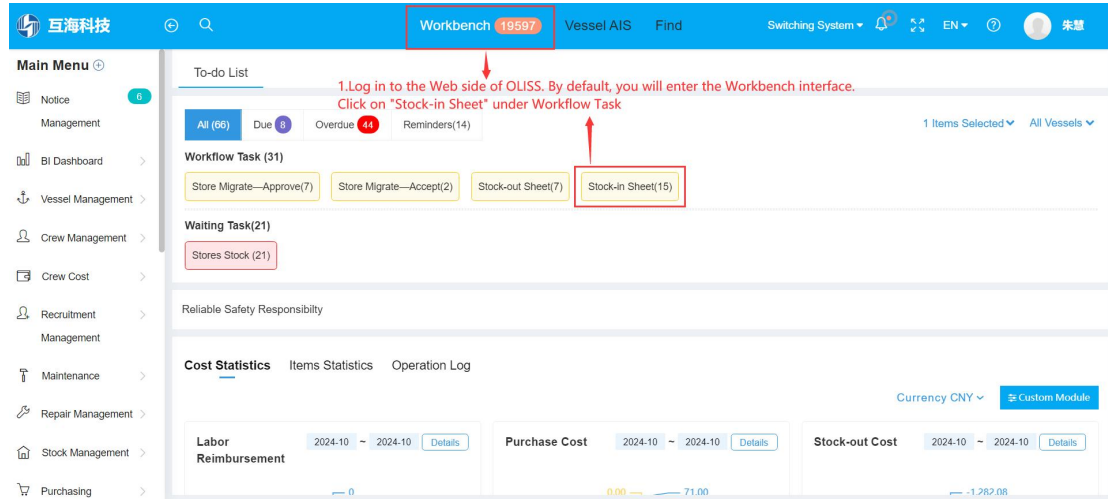 互海科技
Workbench 19597
Vessel AIS
Find
Switching System
EN
朱慧
Main Menu
Notice
Management
6
BI Dashboard
Vessel Management
Crew Management
Crew Cost
Recruitment
Management
Maintenance
Repair Management
Stock Management
Purchasing
To-do List
1.Log in to the Web side of OLISS. By default, you will enter the Workbench interface.
Click on "Stock-in Sheet" under Workflow Task
All (66)
Due 8
Overdue 44
Reminders(14)
1 Items Selected
All Vessels
Workflow Task (31)
Store Migrate—Approve(7)
Store Migrate—Accept(2)
Stock-out Sheet(7)
Stock-in Sheet(15)
Waiting Task(21)
Stores Stock (21)
Reliable Safety Responsibilty
Cost Statistics
Items Statistics
Operation Log
Currency CNY
Custom Module
Labor
Reimbursement
2024-10 ~ 2024-10
Details
0
Purchase Cost
2024-10 ~ 2024-10
Details
0.00
71.00
Stock-out Cost
2024-10 ~ 2024-10
Details
-1,282.08